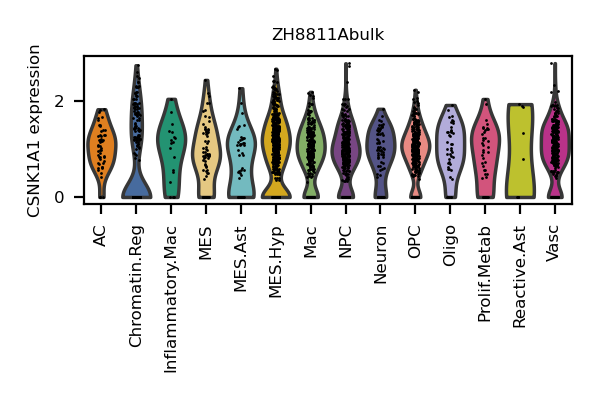 ZH8811Abulk
CSNK1A1 expression
2
0
AC
Chromatin.Reg
Inflammatory.Mac
MES
MES.Ast
MES.Hyp
Mac
NPC
Neuron
OPC
Oligo
Prolif.Metab
Reactive.Ast
Vasc